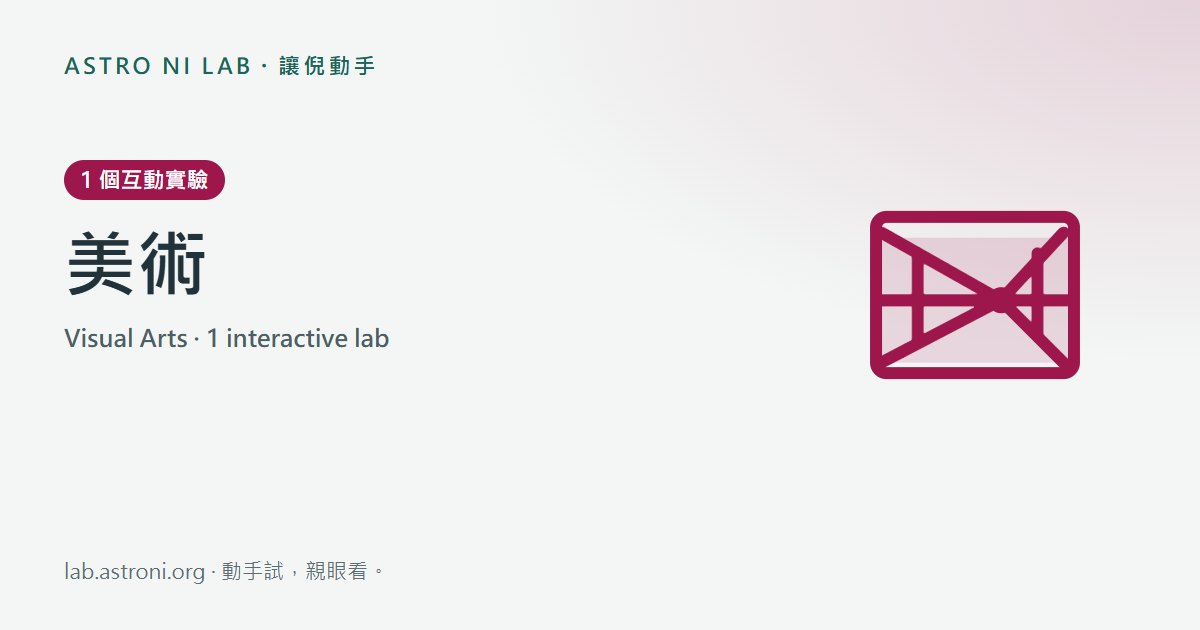 ASTRO NI LAB · 讓倪動手
1 個互動實驗
美術
Visual Arts · 1 interactive lab
lab.astroni.org · 動手試，親眼看。